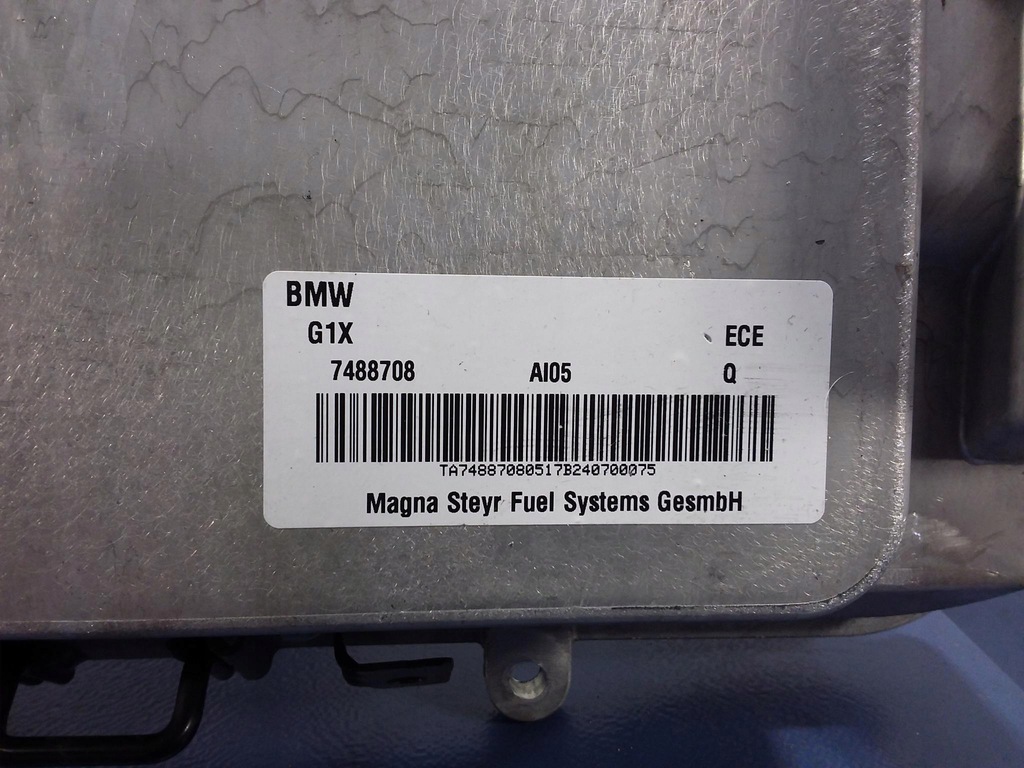 BMW
G1X ECE
7488708 AI05 Q
TA74887080517B240700075
Magna Steyr Fuel Systems GesmbH